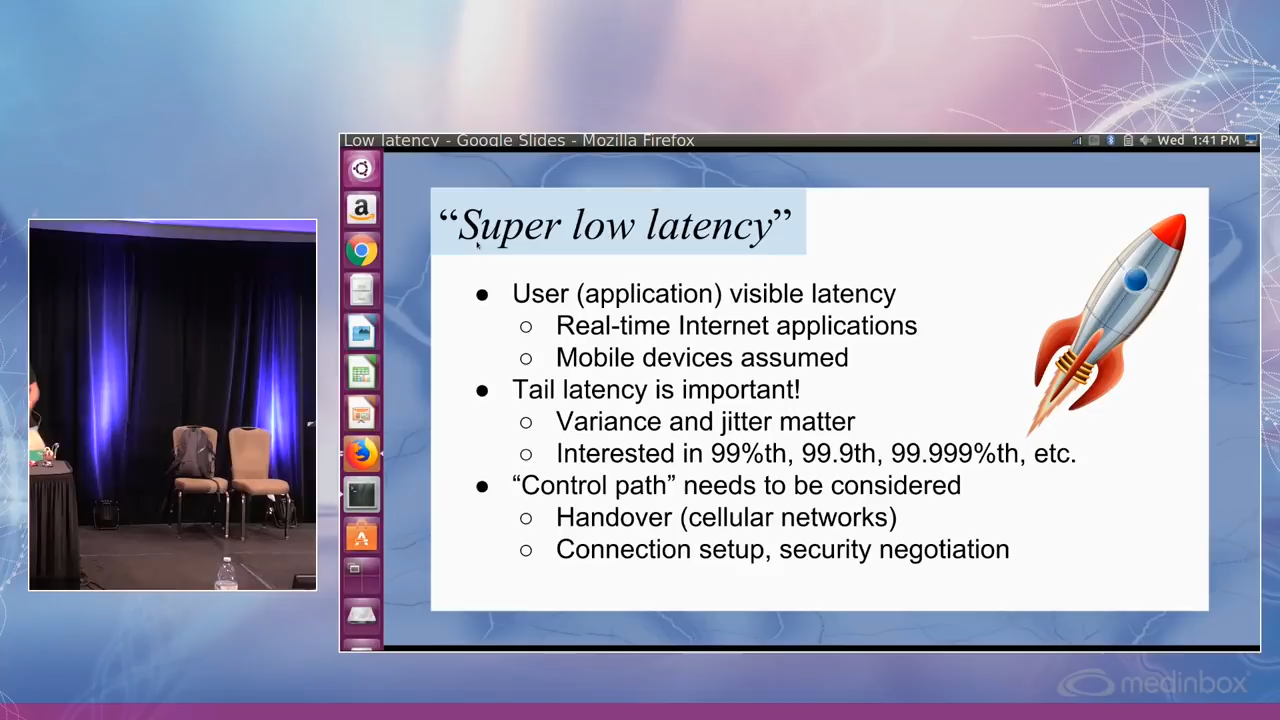 Low latency - Google Slides - Mozilla Firefox
Wed 1:41 PM
“Super low latency”
● User (application) visible latency
○ Real-time Internet applications
○ Mobile devices assumed
● Tail latency is important!
○ Variance and jitter matter
○ Interested in 99%th, 99.9th, 99.999%th, etc.
● “Control path” needs to be considered
○ Handover (cellular networks)
○ Connection setup, security negotiation
medinbox